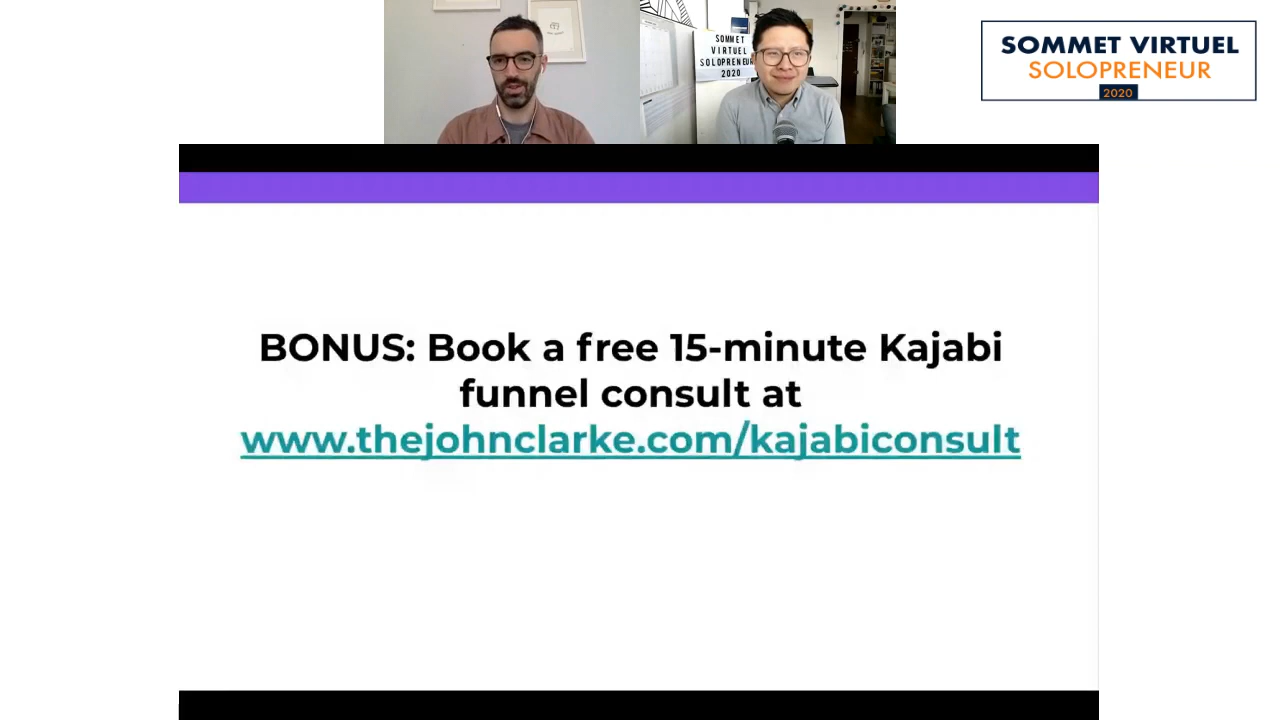 SOMMET
VIRTUEL
SOLOPRENEUR
2020
SOMMET VIRTUEL
SOLOPRENEUR
2020
BONUS: Book a free 15-minute Kajabi
funnel consult at
www.thejohnclarke.com/kajabiconsult